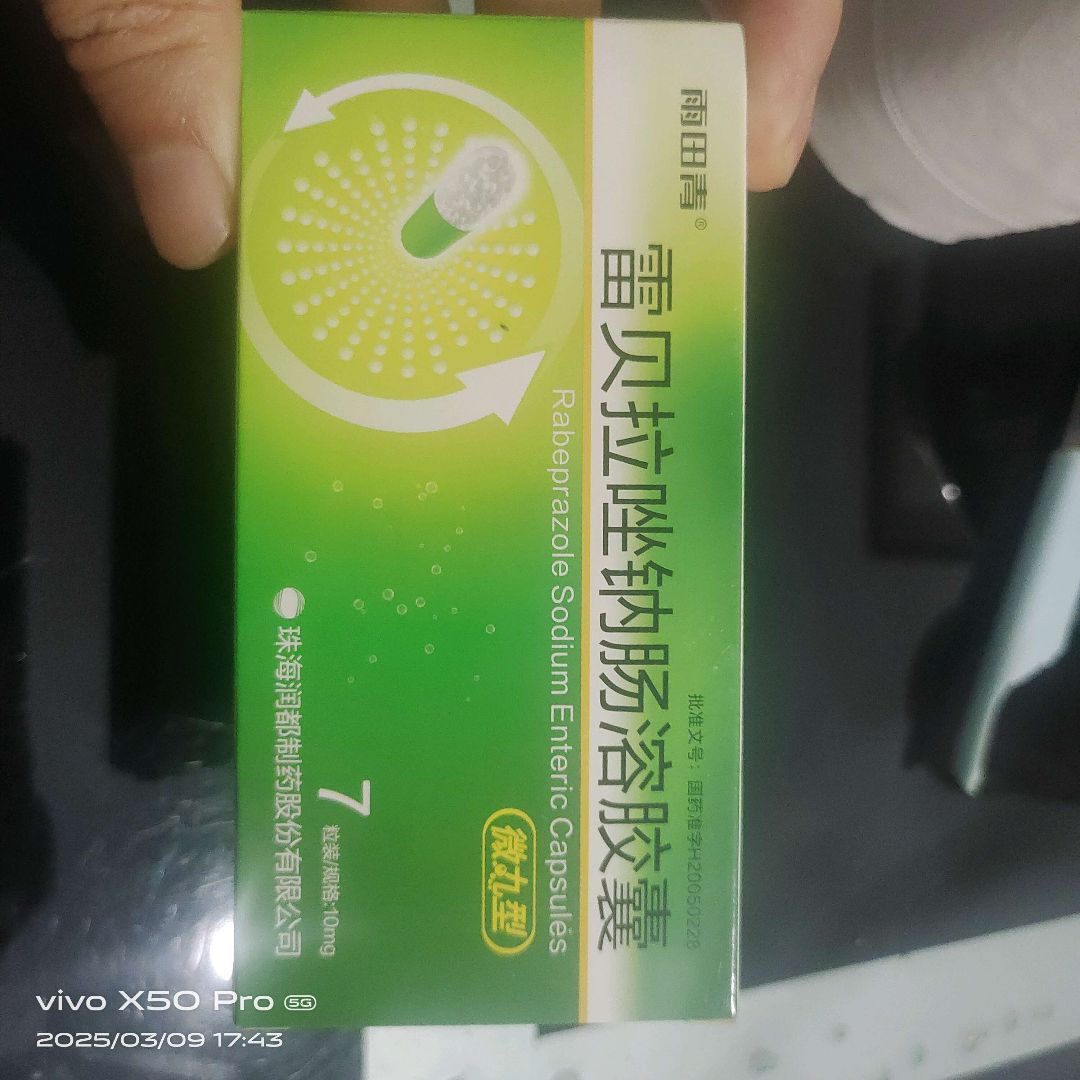 雨田青®
雷贝拉唑钠肠溶胶囊
批准文号：国药准字H20050228
Rabeprazole Sodium Enteric Capsules
微丸型
7
粒装/规格:10mg
珠海润都制药股份有限公司
vivo X50 Pro 5G
2025/03/09 17:43